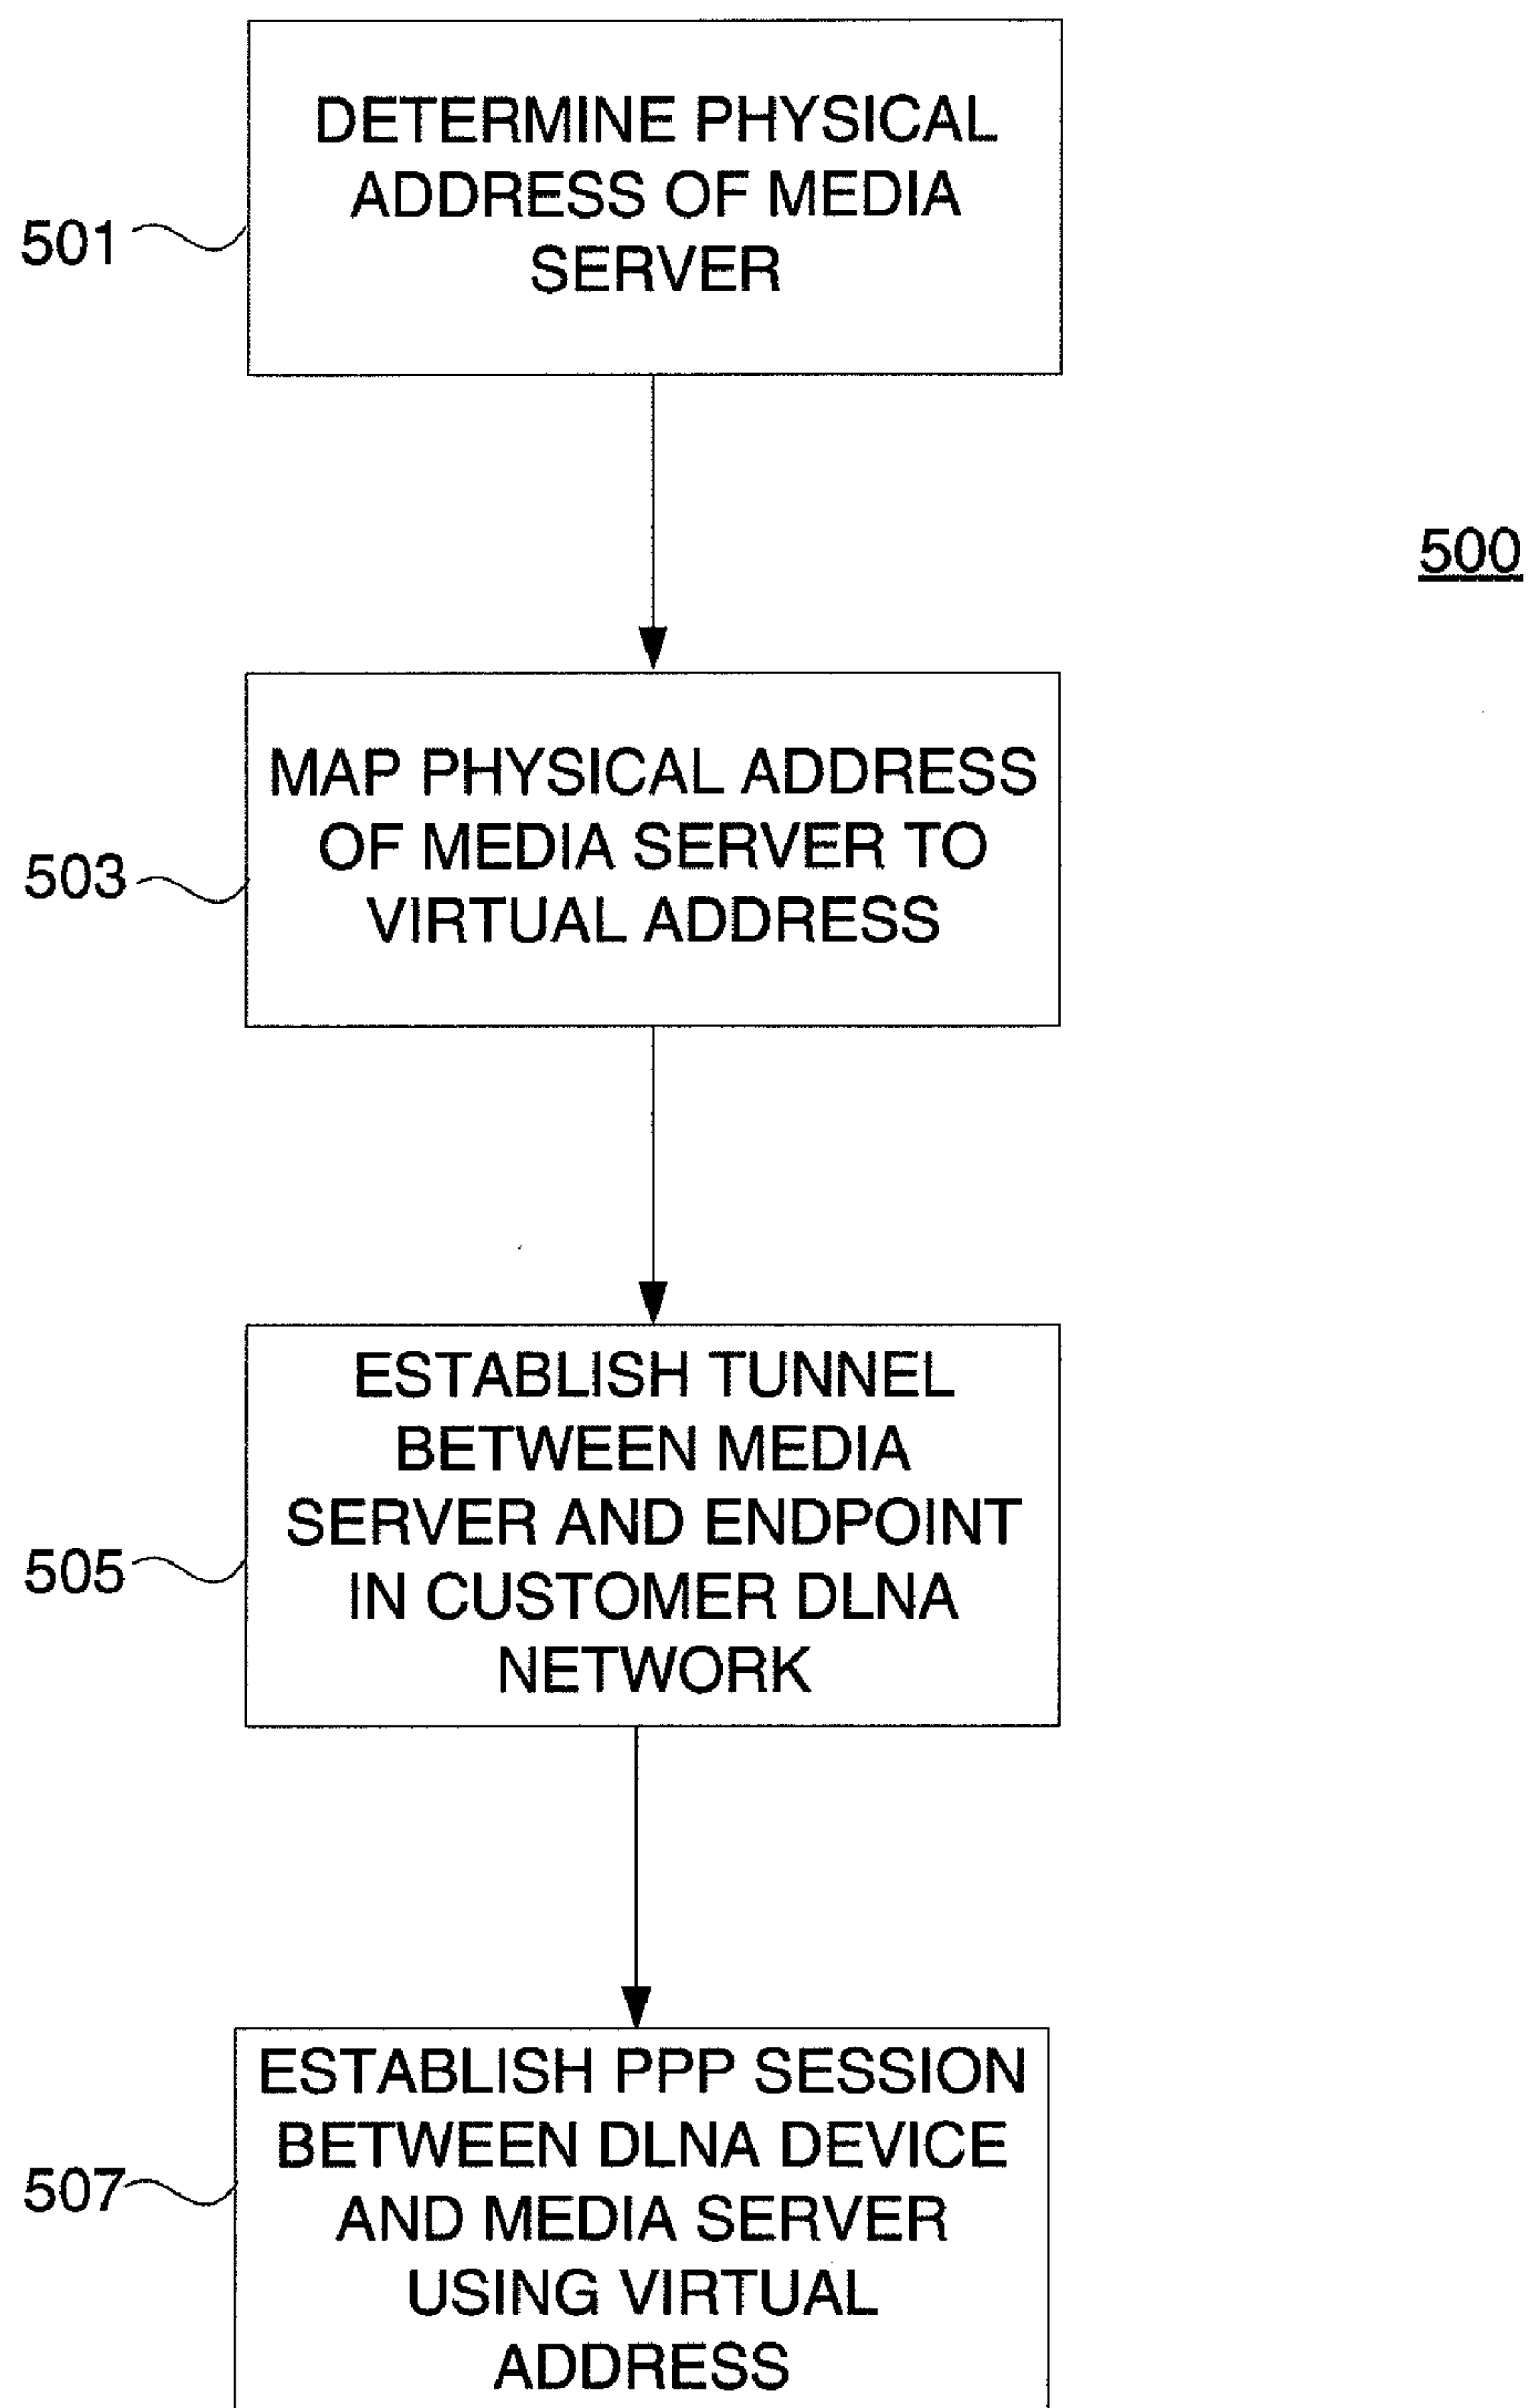 DETERMINE PHYSICAL
ADDRESS OF MEDIA
SERVER
501
500
MAP PHYSICAL ADDRESS
OF MEDIA SERVER TO
VIRTUAL ADDRESS
503
ESTABLISH TUNNEL
BETWEEN MEDIA
SERVER AND ENDPOINT
IN CUSTOMER DLNA
NETWORK
505
ESTABLISH PPP SESSION
BETWEEN DLNA DEVICE
AND MEDIA SERVER
USING VIRTUAL
ADDRESS
507